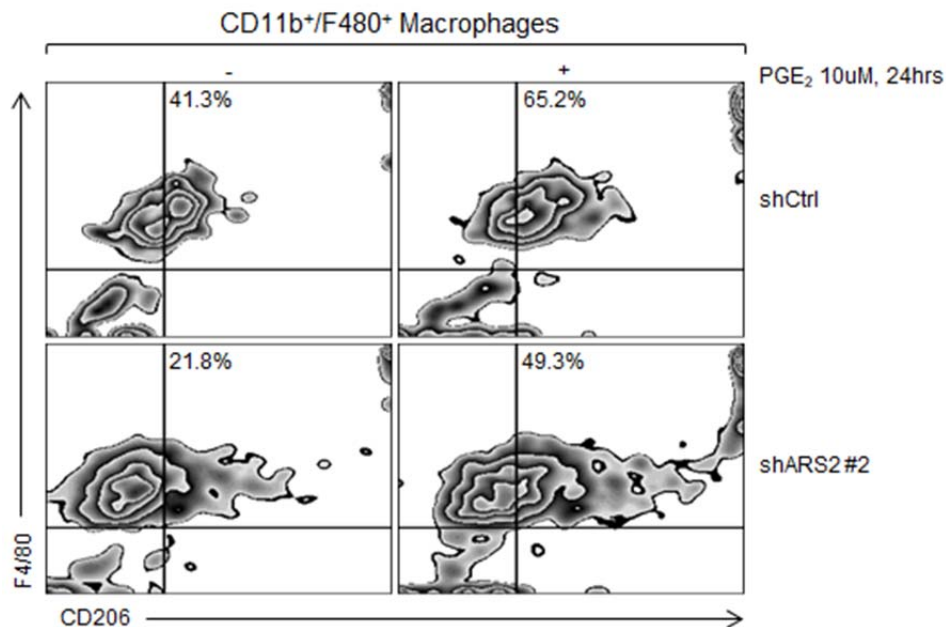 CD11b⁺/F480⁺ Macrophages
- + PGE₂ 10uM, 24hrs
41.3% 65.2%
shCtrl
21.8% 49.3%
shARS2 #2
F4/80
CD206